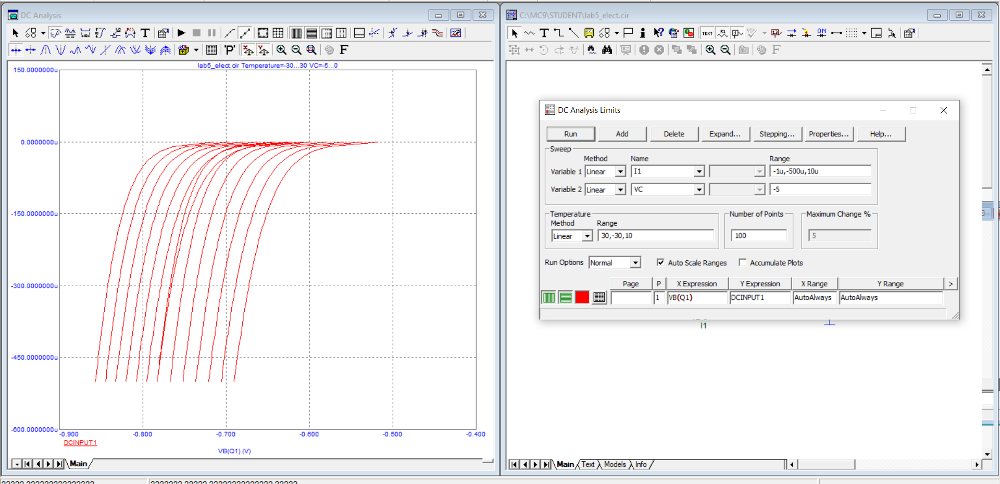 DC Analysis
lab5_elect.cir Temperature=-30...30 VC=-5...0
150.0000000u
0.0000000u
-150.0000000u
-300.0000000u
-450.0000000u
-600.0000000u
-0.900 -0.800 -0.700 -0.600 -0.500 -0.400
DCINPUT1
VB(Q1) (V)
Main
C:\MC9\STUDENT\lab5_elect.cir
DC Analysis Limits
Run Add Delete Expand... Stepping... Properties... Help...
Sweep
Method Name Range
Variable 1 Linear I1 -1u,-500u,10u
Variable 2 Linear VC -5
Temperature Number of Points Maximum Change %
Method Range
Linear 30,-30,10 100 5
Run Options Normal Auto Scale Ranges Accumulate Plots
Page P X Expression Y Expression X Range Y Range >
1 VB(Q1) DCINPUT1 AutoAlways AutoAlways
I1
Main Text Models Info